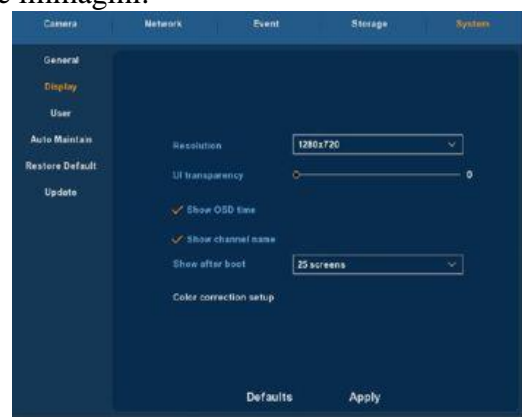 immagini.
Camera Network Event Storage System
General
Display
User
Auto Maintain
Restore Default
Update
Resolution 1280x720
UI transparency 0
Show OSD time
Show channel name
Show after boot 25 screens
Color correction setup
Defaults Apply